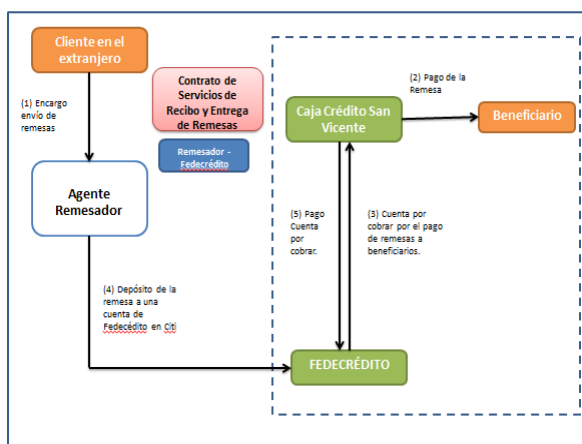 Cliente en el
extranjero
(1) Encargo
envío de
remesas
Contrato de
Servicios de
Recibo y Entrega
de Remesas
Remesador -
Fedecrédito
Agente
Remesador
(4) Depósito de la
remesa a una
cuenta de
Fedecédito en Citi
Caja Crédito San
Vicente
(2) Pago de la
Remesa
Beneficiario
(5) Pago
Cuenta
por
cobrar.
(3) Cuenta por
cobrar por el pago
de remesas a
beneficiarios.
FEDECRÉDITO